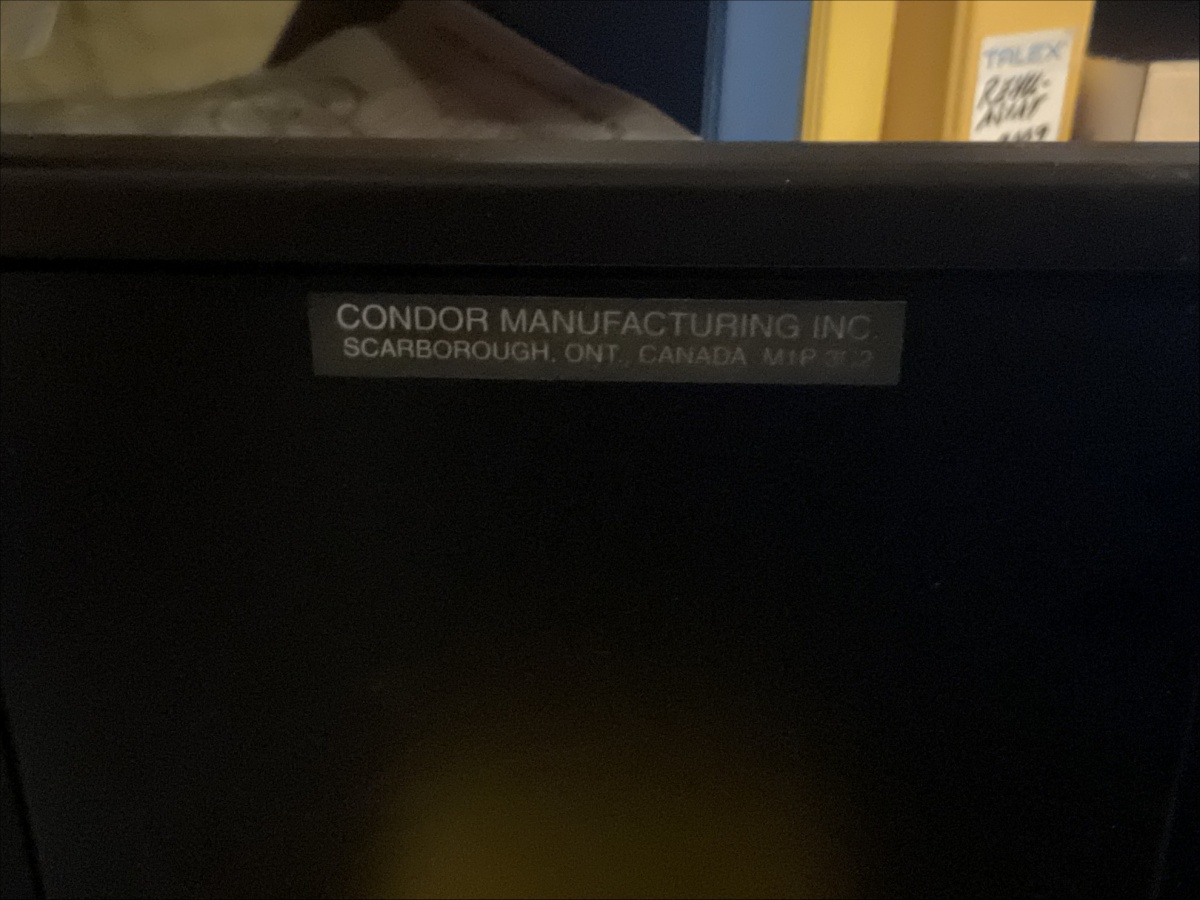 TALEX
CONDOR MANUFACTURING INC.
SCARBOROUGH, ONT., CANADA M1P